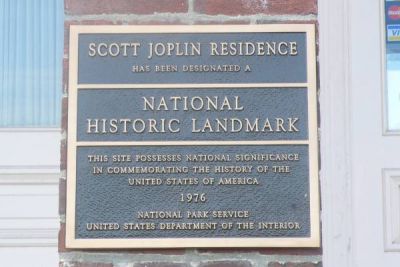 SCOTT JOPLIN RESIDENCE
HAS BEEN DESIGNATED A
NATIONAL
HISTORIC LANDMARK
THIS SITE POSSESSES NATIONAL SIGNIFICANCE
IN COMMEMORATING THE HISTORY OF THE
UNITED STATES OF AMERICA
1976
NATIONAL PARK SERVICE
UNITED STATES DEPARTMENT OF THE INTERIOR
VISA